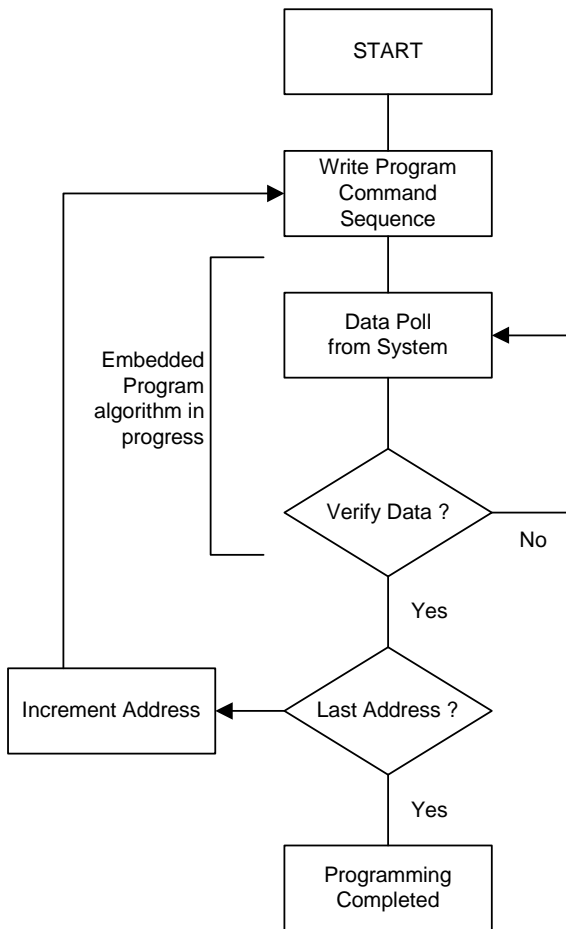 START
Write Program
Command
Sequence
Data Poll
from System
Embedded
Program
algorithm in
progress
Verify Data ?
No
Yes
Increment Address
Last Address ?
Yes
Programming
Completed